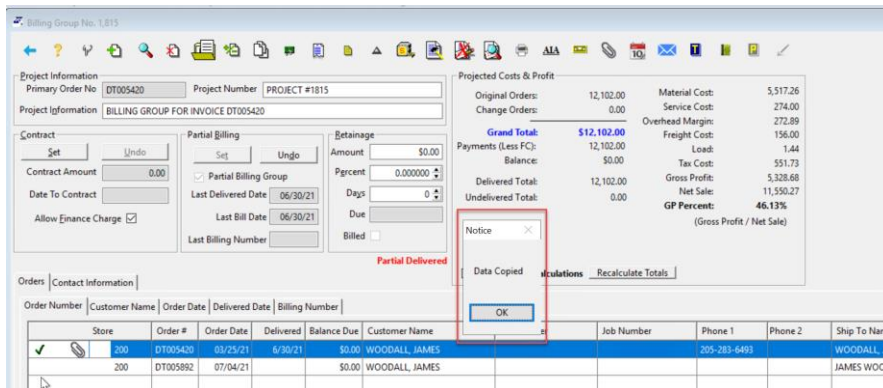 Billing Group No. 1,815
AIA
10
T
Project Information
Primary Order No DT005420 Project Number PROJECT #1815
Project Information BILLING GROUP FOR INVOICE DT005420
Contract
Set Undo
Contract Amount 0.00
Date To Contract
Allow Finance Charge
Partial Billing
Set Undo
Partial Billing Group
Last Delivered Date 06/30/21
Last Bill Date 06/30/21
Last Billing Number
Retainage
Amount $0.00
Percent 0.000000
Days 0
Due
Billed
Partial Delivered
Projected Costs & Profit
Original Orders: 12,102.00
Change Orders: 0.00
Grand Total: $12,102.00
Payments (Less FC): 12,102.00
Balance: $0.00
Delivered Total: 12,102.00
Undelivered Total: 0.00
Material Cost: 5,517.26
Service Cost: 274.00
Overhead Margin: 272.89
Freight Cost: 156.00
Load: 1.44
Tax Cost: 551.73
Gross Profit: 5,328.68
Net Sale: 11,550.27
GP Percent: 46.13%
(Gross Profit / Net Sale)
Notice
Data Copied
OK
Recalculate Totals
Orders Contact Information
Order Number Customer Name Order Date Delivered Date Billing Number
Store Order # Order Date Delivered Balance Due Customer Name Job Number Phone 1 Phone 2 Ship To
200 DT005420 03/25/21 6/30/21 $0.00 WOODALL, JAMES 205-283-6493 WOODALL,
200 DT005892 07/04/21 $0.00 WOODALL, JAMES JAMES